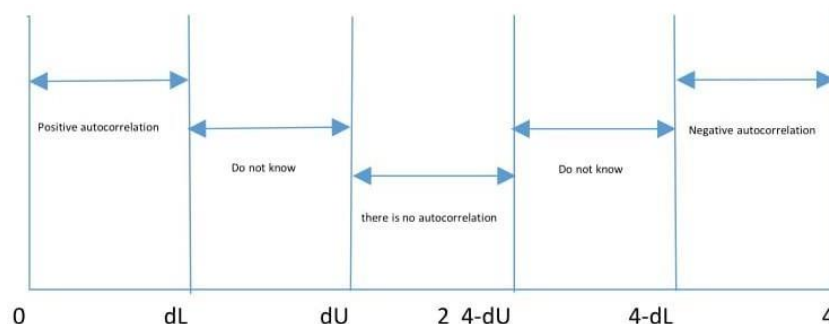 Positive autocorrelation
Do not know
there is no autocorrelation
Do not know
Negative autocorrelation
0 dL dU 2 4-dU 4-dL 4